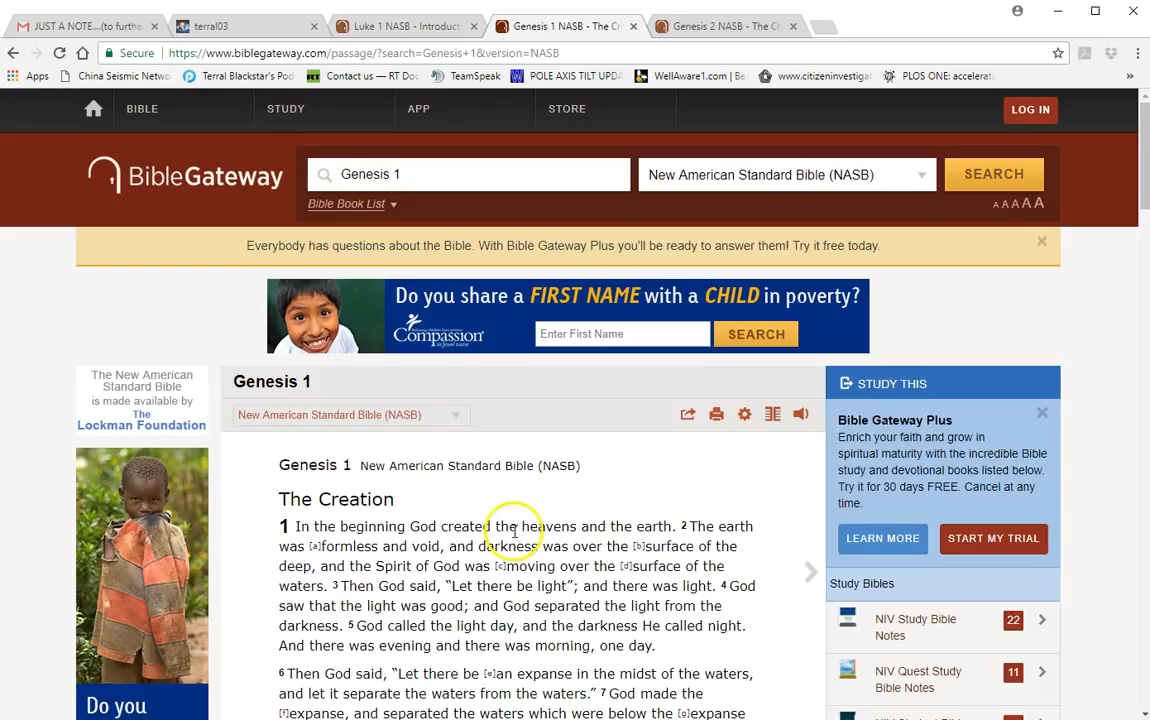 JUST A NOTE....(to furthe
terral03
Luke 1 NASB - Introduct
Genesis 1 NASB - The Cr
Genesis 2 NASB - The Cr
Secure
https://www.biblegateway.com/passage/?search=Genesis+1&version=NASB
Apps
China Seismic Netwo
Terral Blackstar's Pod
Contact us — RT Doc
TeamSpeak
POLE AXIS TILT UPDA
WellAware1.com | Be
www.citizeninvestiga
PLOS ONE: accelerat
»
BIBLE
STUDY
APP
STORE
LOG IN
BibleGateway
Genesis 1
New American Standard Bible (NASB)
SEARCH
Bible Book List
A A A A A
Everybody has questions about the Bible. With Bible Gateway Plus you'll be ready to answer them! Try it free today.
Do you share a FIRST NAME with a CHILD in poverty?
Compassion
Enter First Name
SEARCH
The New American
Standard Bible
is made available by
The
Lockman Foundation
Do you
Genesis 1
New American Standard Bible (NASB)
Genesis 1 New American Standard Bible (NASB)
The Creation
1 In the beginning God created the heavens and the earth. 2 The earth
was [a]formless and void, and darkness was over the [b]surface of the
deep, and the Spirit of God was [c]moving over the [d]surface of the
waters. 3 Then God said, “Let there be light”; and there was light. 4 God
saw that the light was good; and God separated the light from the
darkness. 5 God called the light day, and the darkness He called night.
And there was evening and there was morning, one day.
6 Then God said, “Let there be [e]an expanse in the midst of the waters,
and let it separate the waters from the waters.” 7 God made the
[f]expanse, and separated the waters which were below the [g]expanse
STUDY THIS
Bible Gateway Plus
Enrich your faith and grow in
spiritual maturity with the incredible Bible
study and devotional books listed below.
Try it for 30 days FREE. Cancel at any
time.
LEARN MORE
START MY TRIAL
Study Bibles
NIV Study Bible
Notes
22
NIV Quest Study
Bible Notes
11